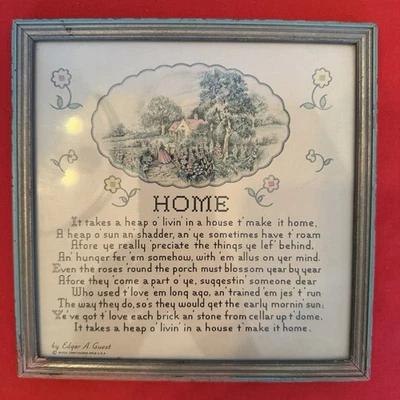 HOME
It takes a heap o' livin' in a house t' make it home,
A heap o' sun an' shadder, an' ye sometimes have t' roam
Afore ye really 'preciate the things ye lef' behind,
An' hunger fer 'em somehow, with 'em allus on yer mind.
Even the roses 'round the porch must blossom year by year
Afore they 'come a part o' ye, suggestin' someone dear
Who used t' love 'em long ago, an' trained 'em jes' t' run
The way they do, so's they would get the early mornin' sun;
Ye've got t' love each brick an' stone from cellar up t' dome.
It takes a heap o' livin' in a house t' make it home.
by Edgar A. Guest
U.S.A.